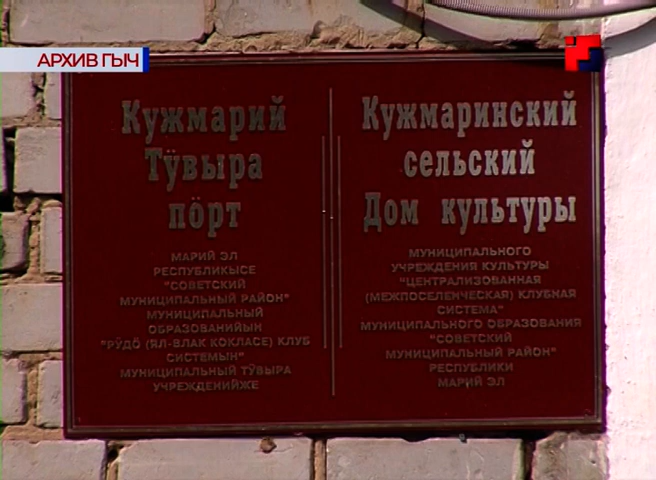 АРХИВ ГЫЧ
Кужмарий
Тӱвыра
пӧрт
МАРИЙ ЭЛ
РЕСПУБЛИКЫСЕ
"СОВЕТСКИЙ
МУНИЦИПАЛЬНЫЙ РАЙОН"
МУНИЦИПАЛЬНЫЙ
ОБРАЗОВАНИЙЫН
"РӰДӦ (ЯЛ-ВЛАК КОКЛАСЕ) КЛУБ
СИСТЕМЫН"
МУНИЦИПАЛЬНЫЙ ТӰВЫРА
УЧРЕЖДЕНИЙЖЕ
Кужмаринский
сельский
Дом культуры
МУНИЦИПАЛЬНОГО
УЧРЕЖДЕНИЯ КУЛЬТУРЫ
"ЦЕНТРАЛИЗОВАННАЯ
(МЕЖПОСЕЛЕНЧЕСКАЯ) КЛУБНАЯ
СИСТЕМА"
МУНИЦИПАЛЬНОГО ОБРАЗОВАНИЯ
"СОВЕТСКИЙ
МУНИЦИПАЛЬНЫЙ РАЙОН"
РЕСПУБЛИКИ
МАРИЙ ЭЛ